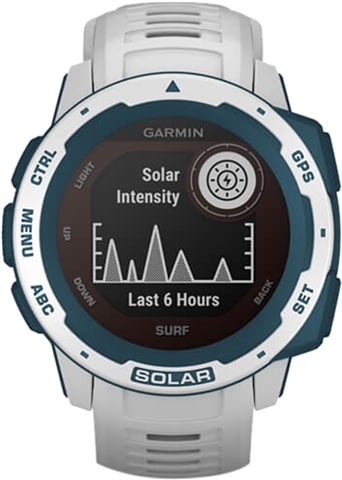 GARMIN
CTRL
LIGHT
GPS
Solar
Intensity
MENU
UP
ABC
DOWN
Last 6 Hours
BACK
SET
SURF
SOLAR